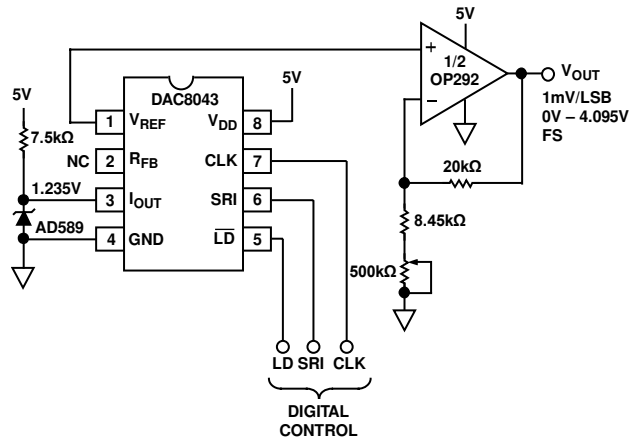 5V
1/2
OP292
+
−
V_OUT
1mV/LSB
0V – 4.095V
FS
DAC8043
5V
5V
7.5kΩ
1 V_REF
V_DD 8
NC 2 R_FB
CLK 7
1.235V
3 I_OUT
SRI 6
AD589
4 GND
L̅D̅ 5
20kΩ
8.45kΩ
500kΩ
LD SRI CLK
DIGITAL
CONTROL